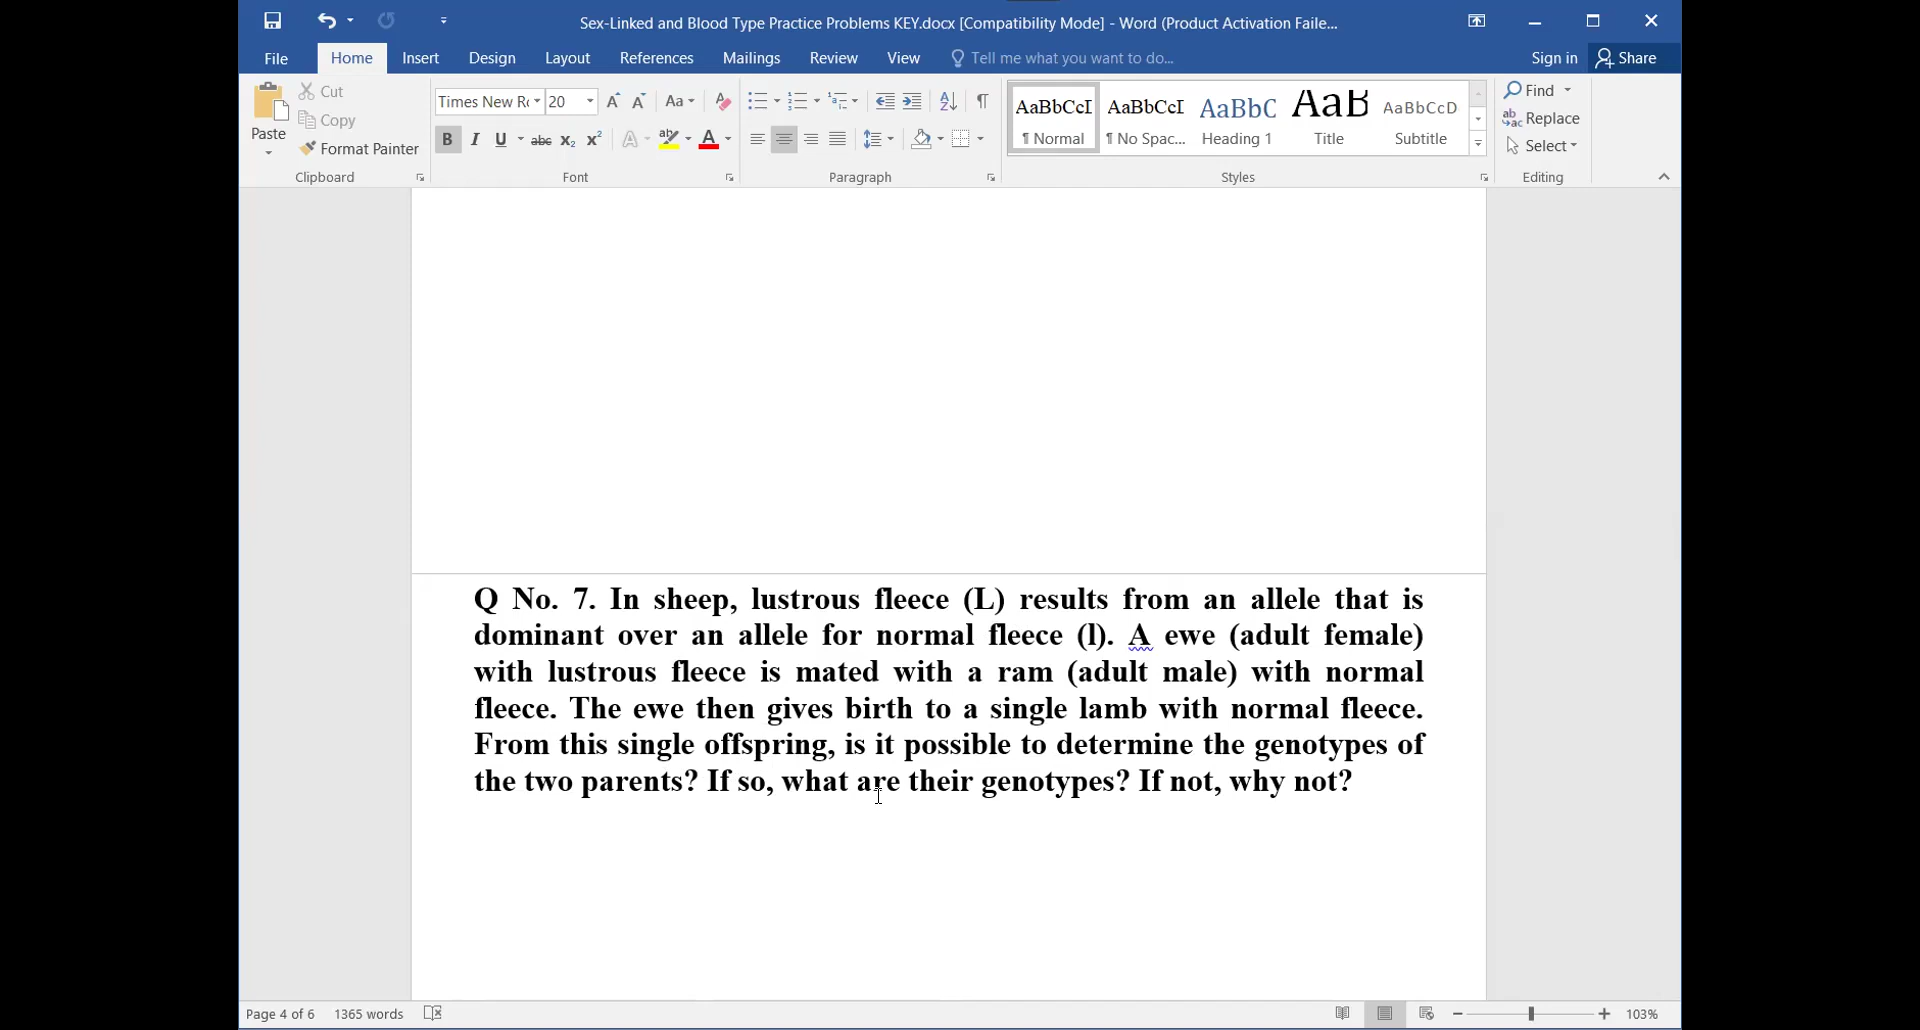 Sex-Linked and Blood Type Practice Problems KEY.docx [Compatibility Mode] - Word (Product Activation Faile...
File Home Insert Design Layout References Mailings Review View Tell me what you want to do... Sign in Share
Paste
Cut
Copy
Format Painter
Clipboard
Times New Ro 20
Aa
B I U abc x₂ x² A ab A
Font
Paragraph
AaBbCcI AaBbCcI AaBbC AaB AaBbCcD
¶ Normal ¶ No Spac... Heading 1 Title Subtitle
Styles
Find
Replace
Select
Editing
Q No. 7. In sheep, lustrous fleece (L) results from an allele that is
dominant over an allele for normal fleece (l). A ewe (adult female)
with lustrous fleece is mated with a ram (adult male) with normal
fleece. The ewe then gives birth to a single lamb with normal fleece.
From this single offspring, is it possible to determine the genotypes of
the two parents? If so, what are their genotypes? If not, why not?
Page 4 of 6 1365 words 103%